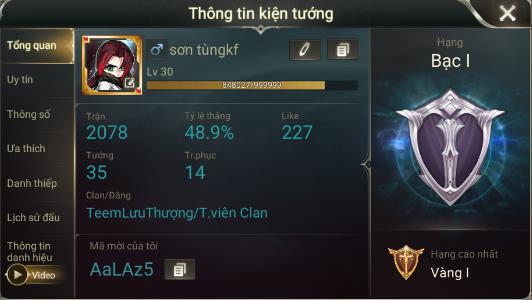 Thông tin kiện tướng
Tổng quan
Uy tín
Thông số
Ưa thích
Danh thiếp
Lịch sử đấu
Thông tin
danh hiệu
Video
sơn tùngkf
Lv 30
848027/999999
Trận
Tỷ lệ thắng
Like
2078
48.9%
227
Tướng
Tr.phục
35
14
Clan/Đẳng
TeemLưuThượng/T.viên Clan
Mã mời của tôi
AaLAz5
Hạng
Bạc I
Hạng cao nhất
Vàng I